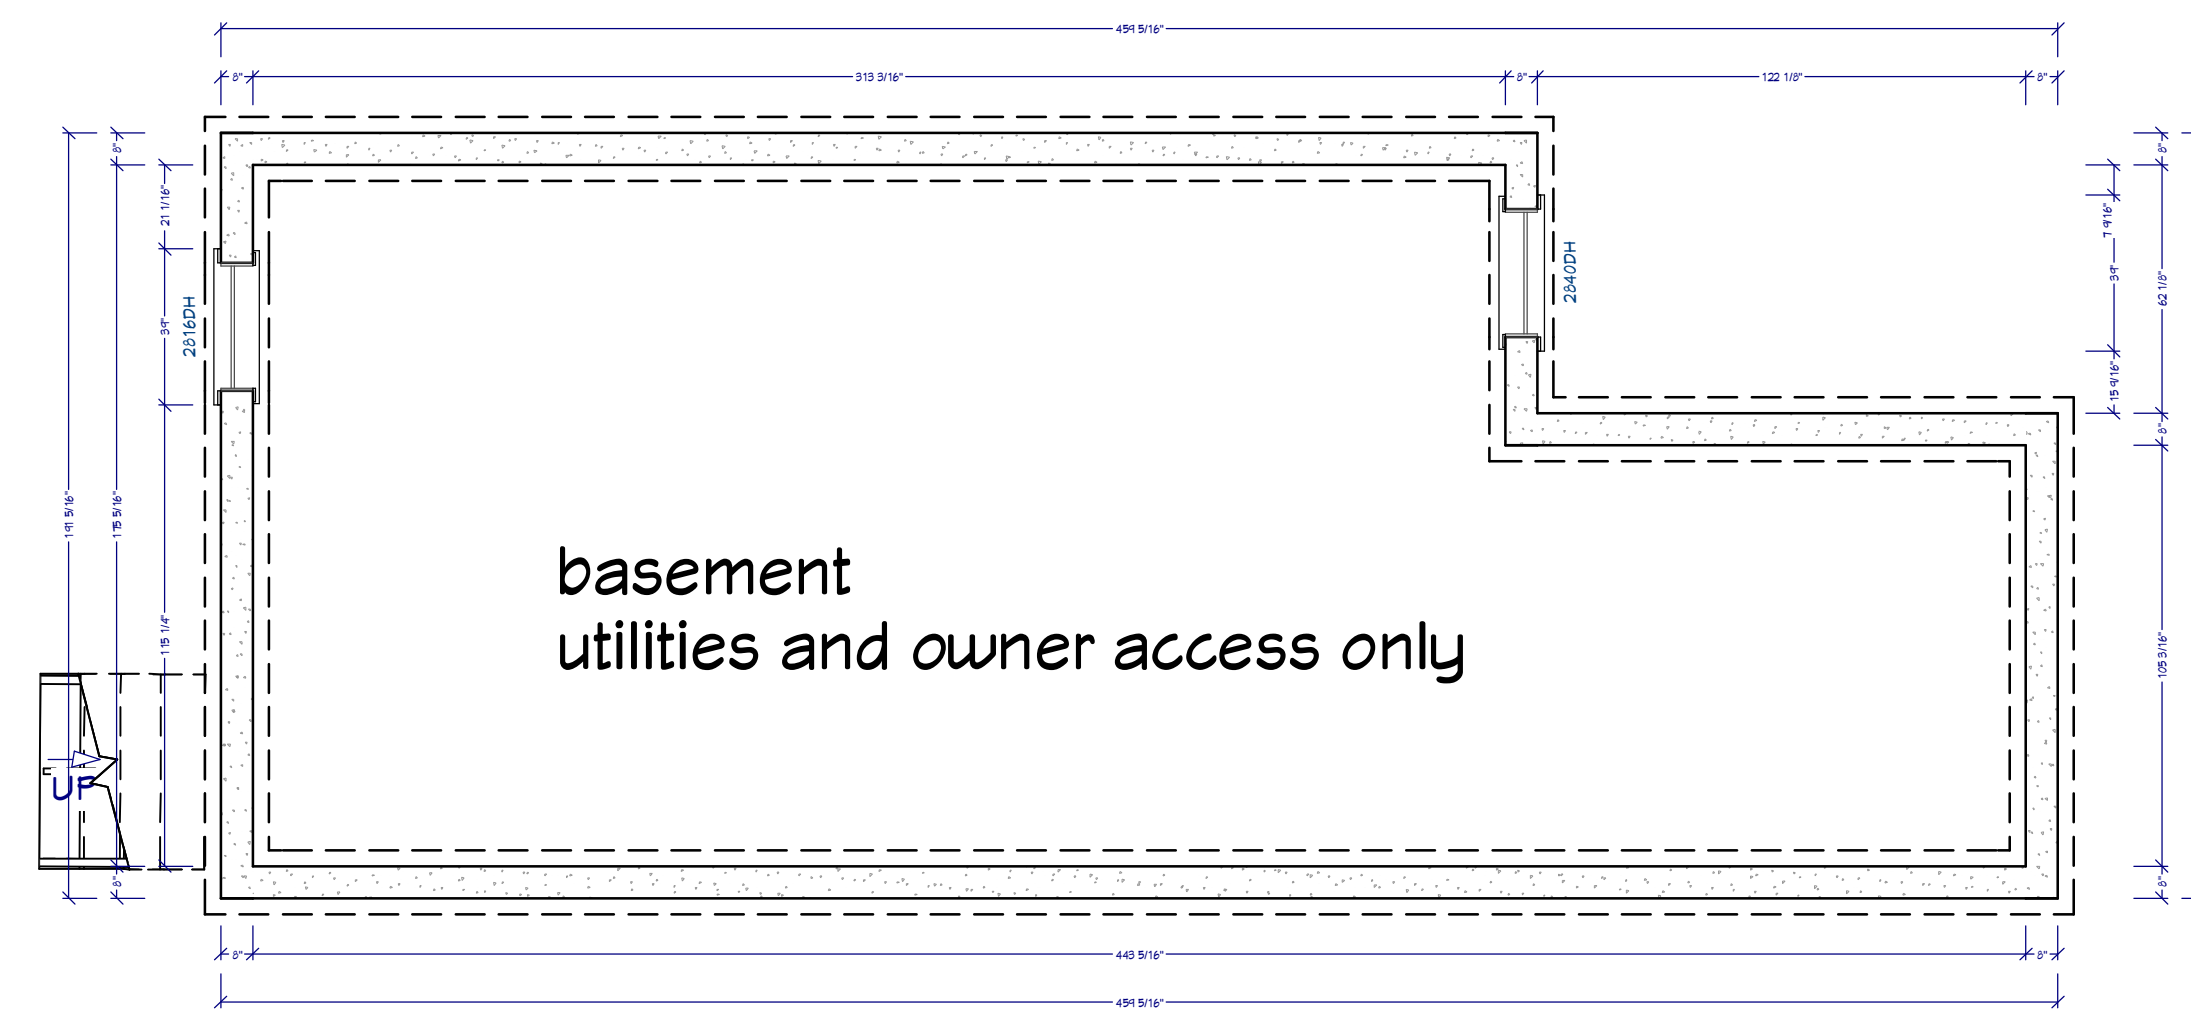 459 5/16"
8" 313 3/16" 8" 122 1/8" 8"
8"
8"
21 1/16"
7 9/16"
2840DH
39"
62 1/8"
2816DH
39"
15 9/16"
8"
191 5/16"
175 5/16"
basement
utilities and owner access only
115 1/4"
105 3/16"
UP
8"
8"
8" 443 5/16" 8"
459 5/16"